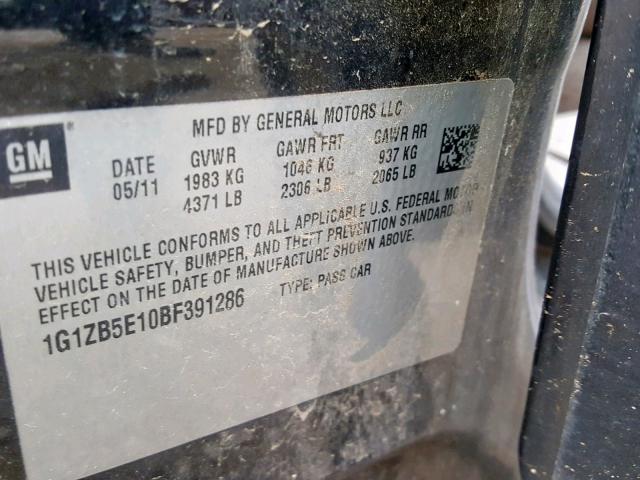 GM
MFD BY GENERAL MOTORS LLC
DATE GVWR GAWR FRT GAWR RR
05/11 1983 KG 1046 KG 937 KG
4371 LB 2306 LB 2065 LB
THIS VEHICLE CONFORMS TO ALL APPLICABLE U.S. FEDERAL MOTOR
VEHICLE SAFETY, BUMPER, AND THEFT PREVENTION STANDARDS IN
EFFECT ON THE DATE OF MANUFACTURE SHOWN ABOVE.
1G1ZB5E10BF391286 TYPE: PASS CAR